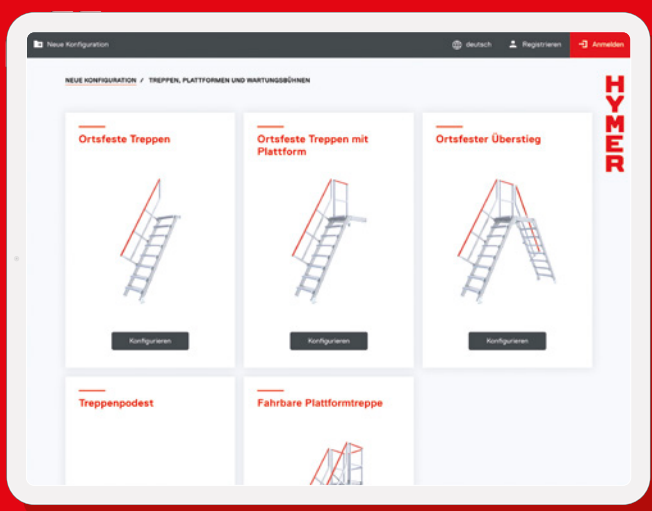 Neue Konfiguration
deutsch
Registrieren
Anmelden
NEUE KONFIGURATION / TREPPEN, PLATTFORMEN UND WARTUNGSBÜHNEN
HYMER
Ortsfeste Treppen
Konfigurieren
Ortsfeste Treppen mit
Plattform
Konfigurieren
Ortsfester Überstieg
Konfigurieren
Treppenpodest
Fahrbare Plattformtreppe